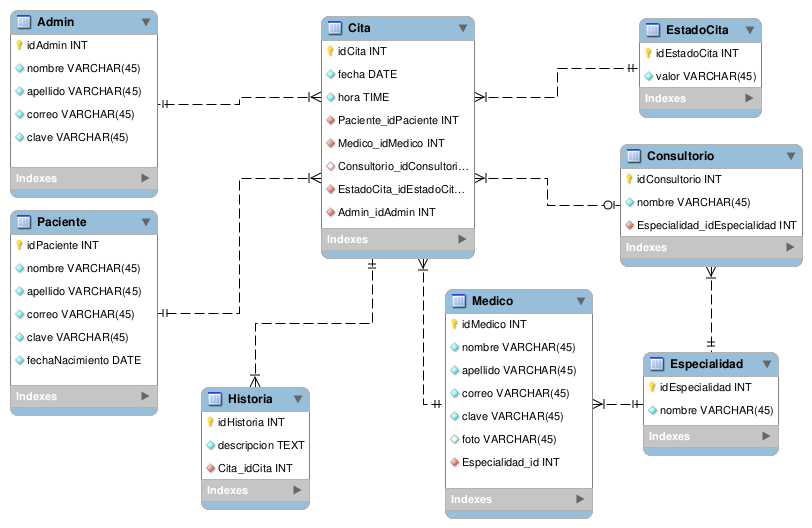 Admin
idAdmin INT
nombre VARCHAR(45)
apellido VARCHAR(45)
correo VARCHAR(45)
clave VARCHAR(45)
Indexes
Paciente
idPaciente INT
nombre VARCHAR(45)
apellido VARCHAR(45)
correo VARCHAR(45)
clave VARCHAR(45)
fechaNacimiento DATE
Indexes
Cita
idCita INT
fecha DATE
hora TIME
Paciente_idPaciente INT
Medico_idMedico INT
Consultorio_idConsultori...
EstadoCita_idEstadoCit...
Admin_idAdmin INT
Indexes
EstadoCita
idEstadoCita INT
valor VARCHAR(45)
Indexes
Consultorio
idConsultorio INT
nombre VARCHAR(45)
Especialidad_idEspecialidad INT
Indexes
Historia
idHistoria INT
descripcion TEXT
Cita_idCita INT
Indexes
Medico
idMedico INT
nombre VARCHAR(45)
apellido VARCHAR(45)
correo VARCHAR(45)
clave VARCHAR(45)
foto VARCHAR(45)
Especialidad_id INT
Indexes
Especialidad
idEspecialidad INT
nombre VARCHAR(45)
Indexes